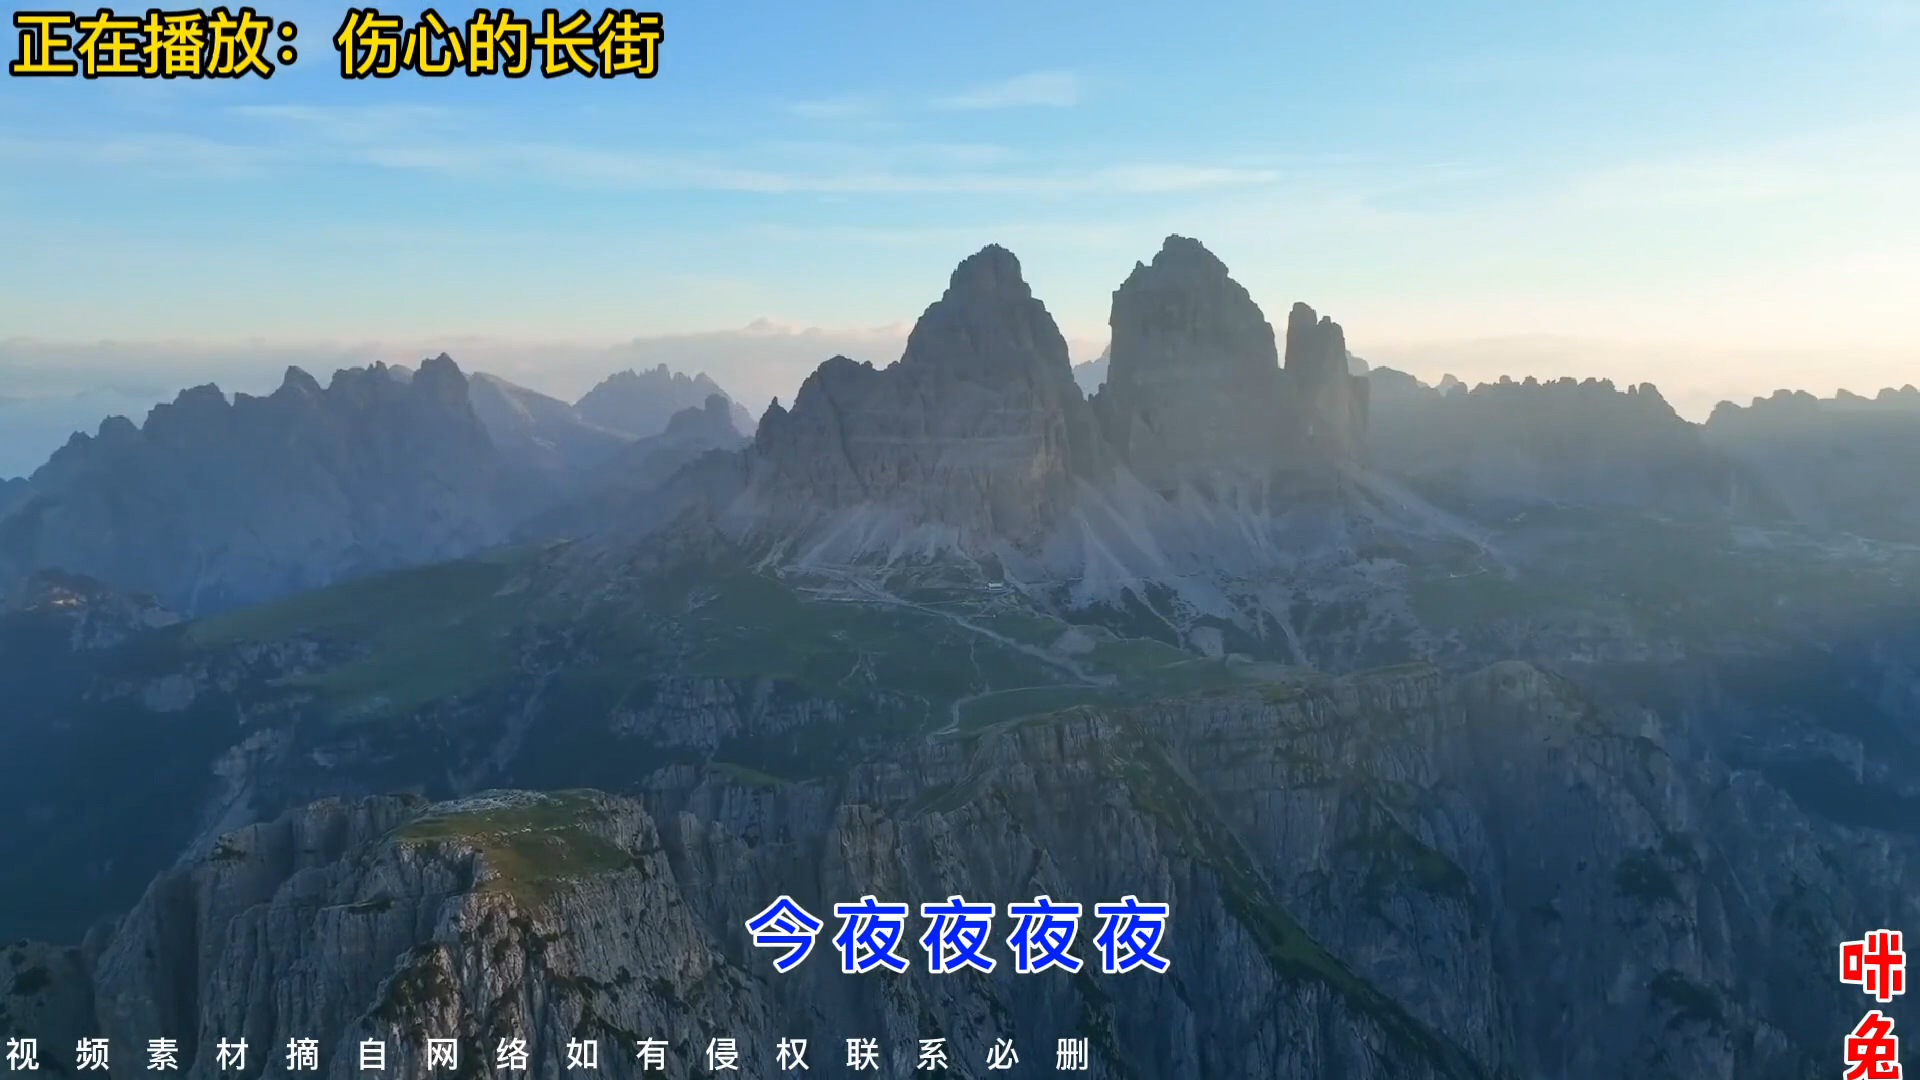 正在播放：伤心的长街
今夜夜夜夜
咪兔
视频素材摘自网络如有侵权联系必删